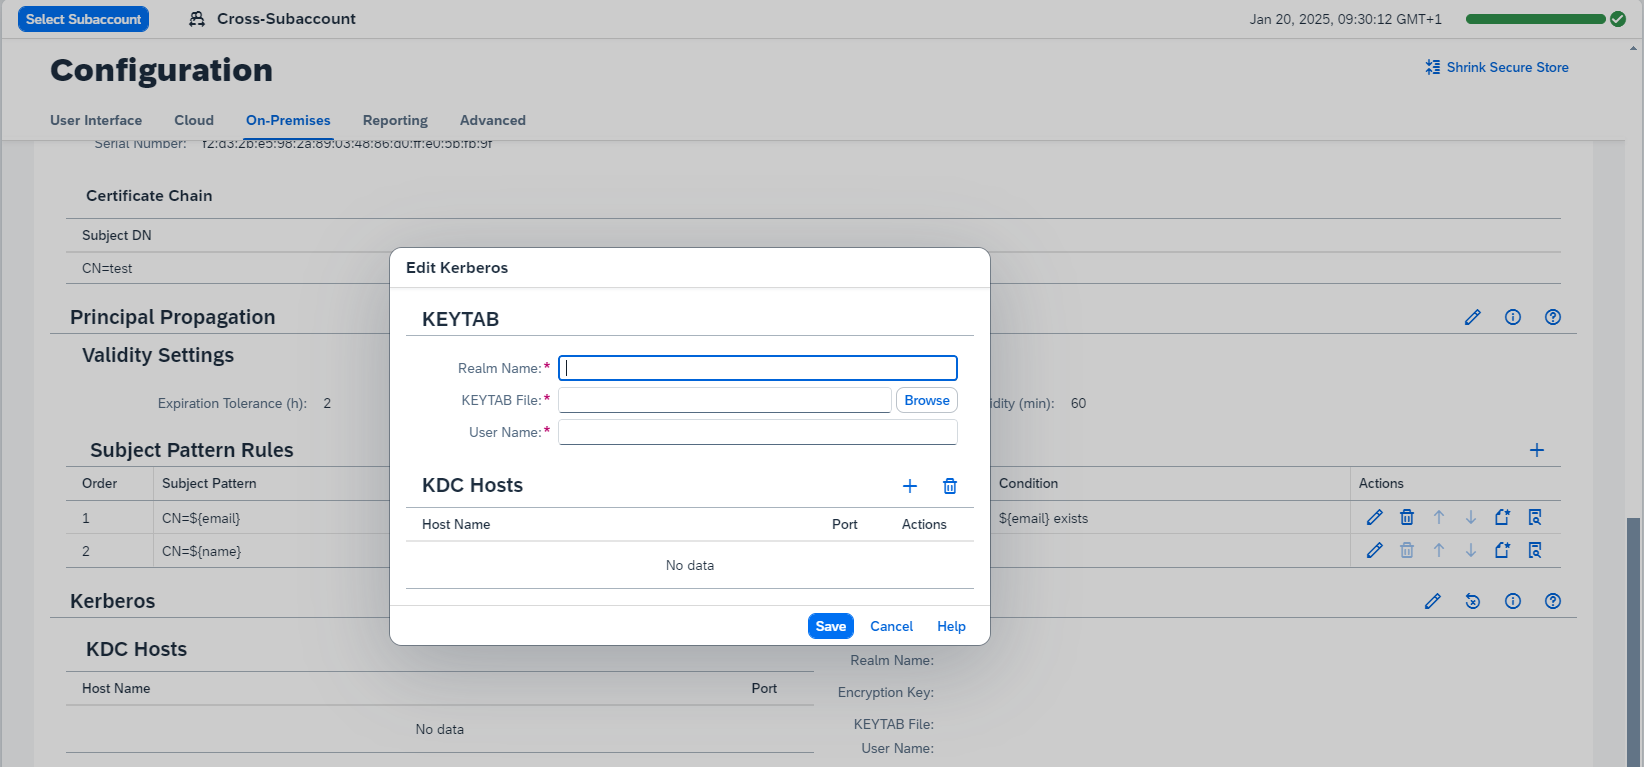 Select Subaccount
Cross-Subaccount
Jan 20, 2025, 09:30:12 GMT+1
Configuration
Shrink Secure Store
User Interface Cloud On-Premises Reporting Advanced
Serial Number: f2:d3:2b:e5:98:2a:89:03:48:86:d0:ff:e0:5b:fb:9f
Certificate Chain
Subject DN
CN=test
Principal Propagation
Validity Settings
Expiration Tolerance (h): 2
idity (min): 60
Subject Pattern Rules
Order Subject Pattern Condition Actions
1 CN=${email} ${email} exists
2 CN=${name}
Kerberos
KDC Hosts
Host Name Port
No data
Realm Name:
Encryption Key:
KEYTAB File:
User Name:
Edit Kerberos
KEYTAB
Realm Name:*
KEYTAB File:* Browse
User Name:*
KDC Hosts
Host Name Port Actions
No data
Save Cancel Help